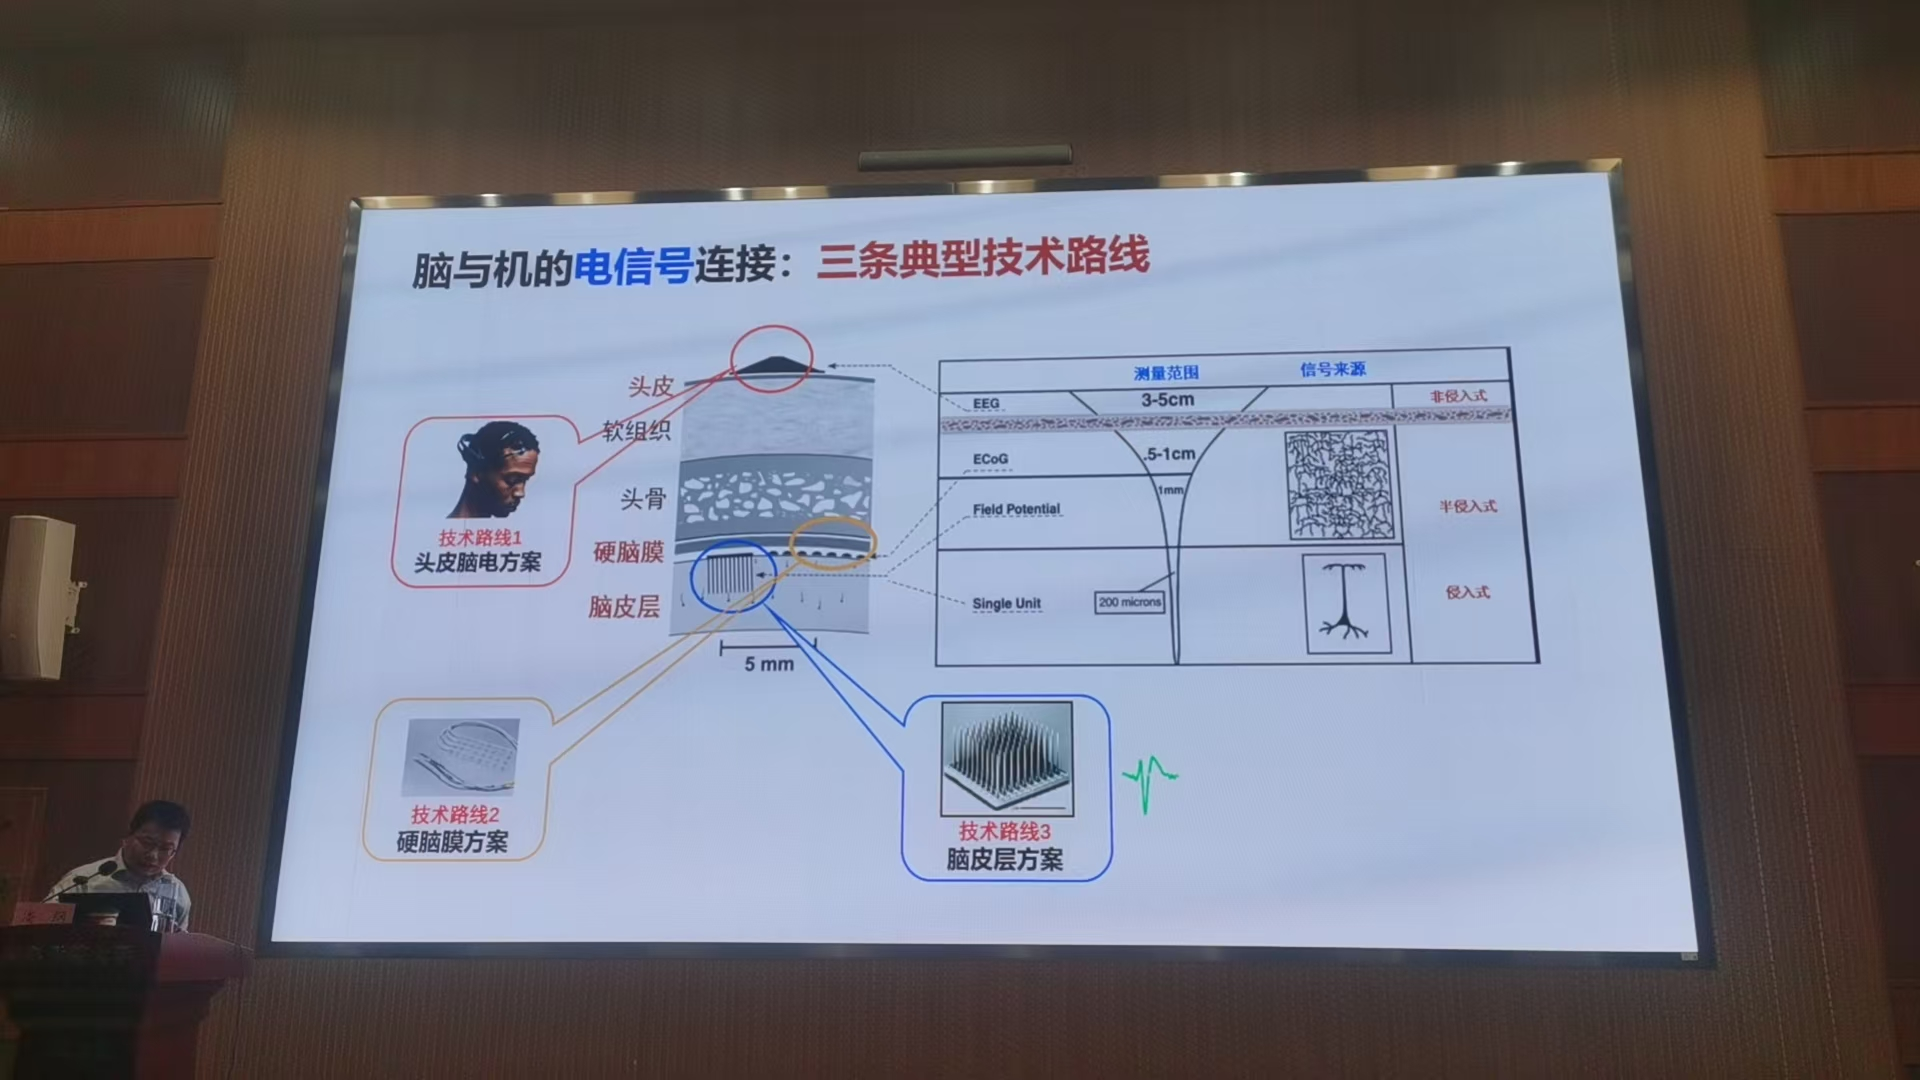 脑与机的电信号连接：三条典型技术路线
头皮
软组织
头骨
硬脑膜
脑皮层
5 mm
技术路线1
头皮脑电方案
测量范围 信号来源
EEG 3-5cm 非侵入式
ECoG .5-1cm
1mm
Field Potential 半侵入式
Single Unit 200 microns 侵入式
技术路线2
硬脑膜方案
技术路线3
脑皮层方案